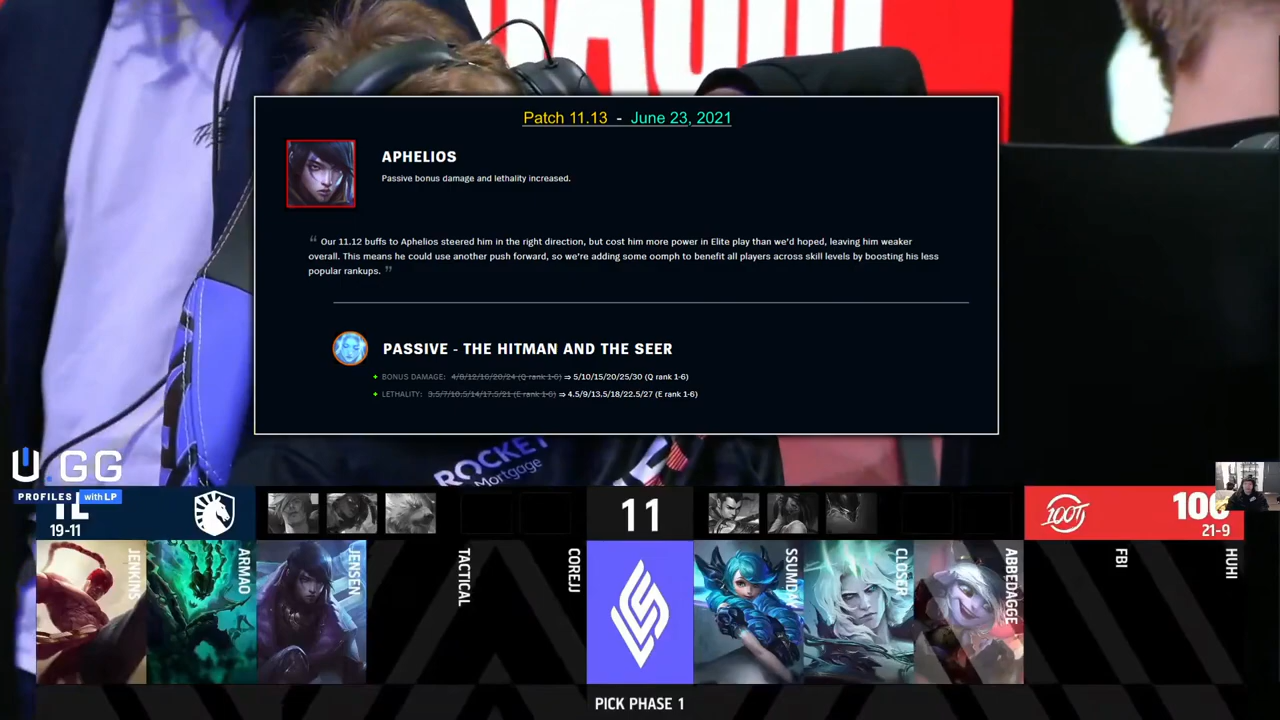 Patch 11.13 - June 23, 2021
APHELIOS
Passive bonus damage and lethality increased.
“ Our 11.12 buffs to Aphelios steered him in the right direction, but cost him more power in Elite play than we'd hoped, leaving him weaker
overall. This means he could use another push forward, so we're adding some oomph to benefit all players across skill levels by boosting his less
popular rankups. ”
PASSIVE - THE HITMAN AND THE SEER
BONUS DAMAGE: 4/8/12/16/20/24 (Q rank 1-6) ⇒ 5/10/15/20/25/30 (Q rank 1-6)
LETHALITY: 3.5/7/10.5/14/17.5/21 (E rank 1-6) ⇒ 4.5/9/13.5/18/22.5/27 (E rank 1-6)
ROCKET
Mortgage
U.GG
PROFILES with LP
TL
19-11
11
100T
100
21-9
JENKINS
ARMAO
JENSEN
TACTICAL
COREJJ
SSUMDAY
CLOSER
ABBEDAGGE
FBI
HUHI
PICK PHASE 1